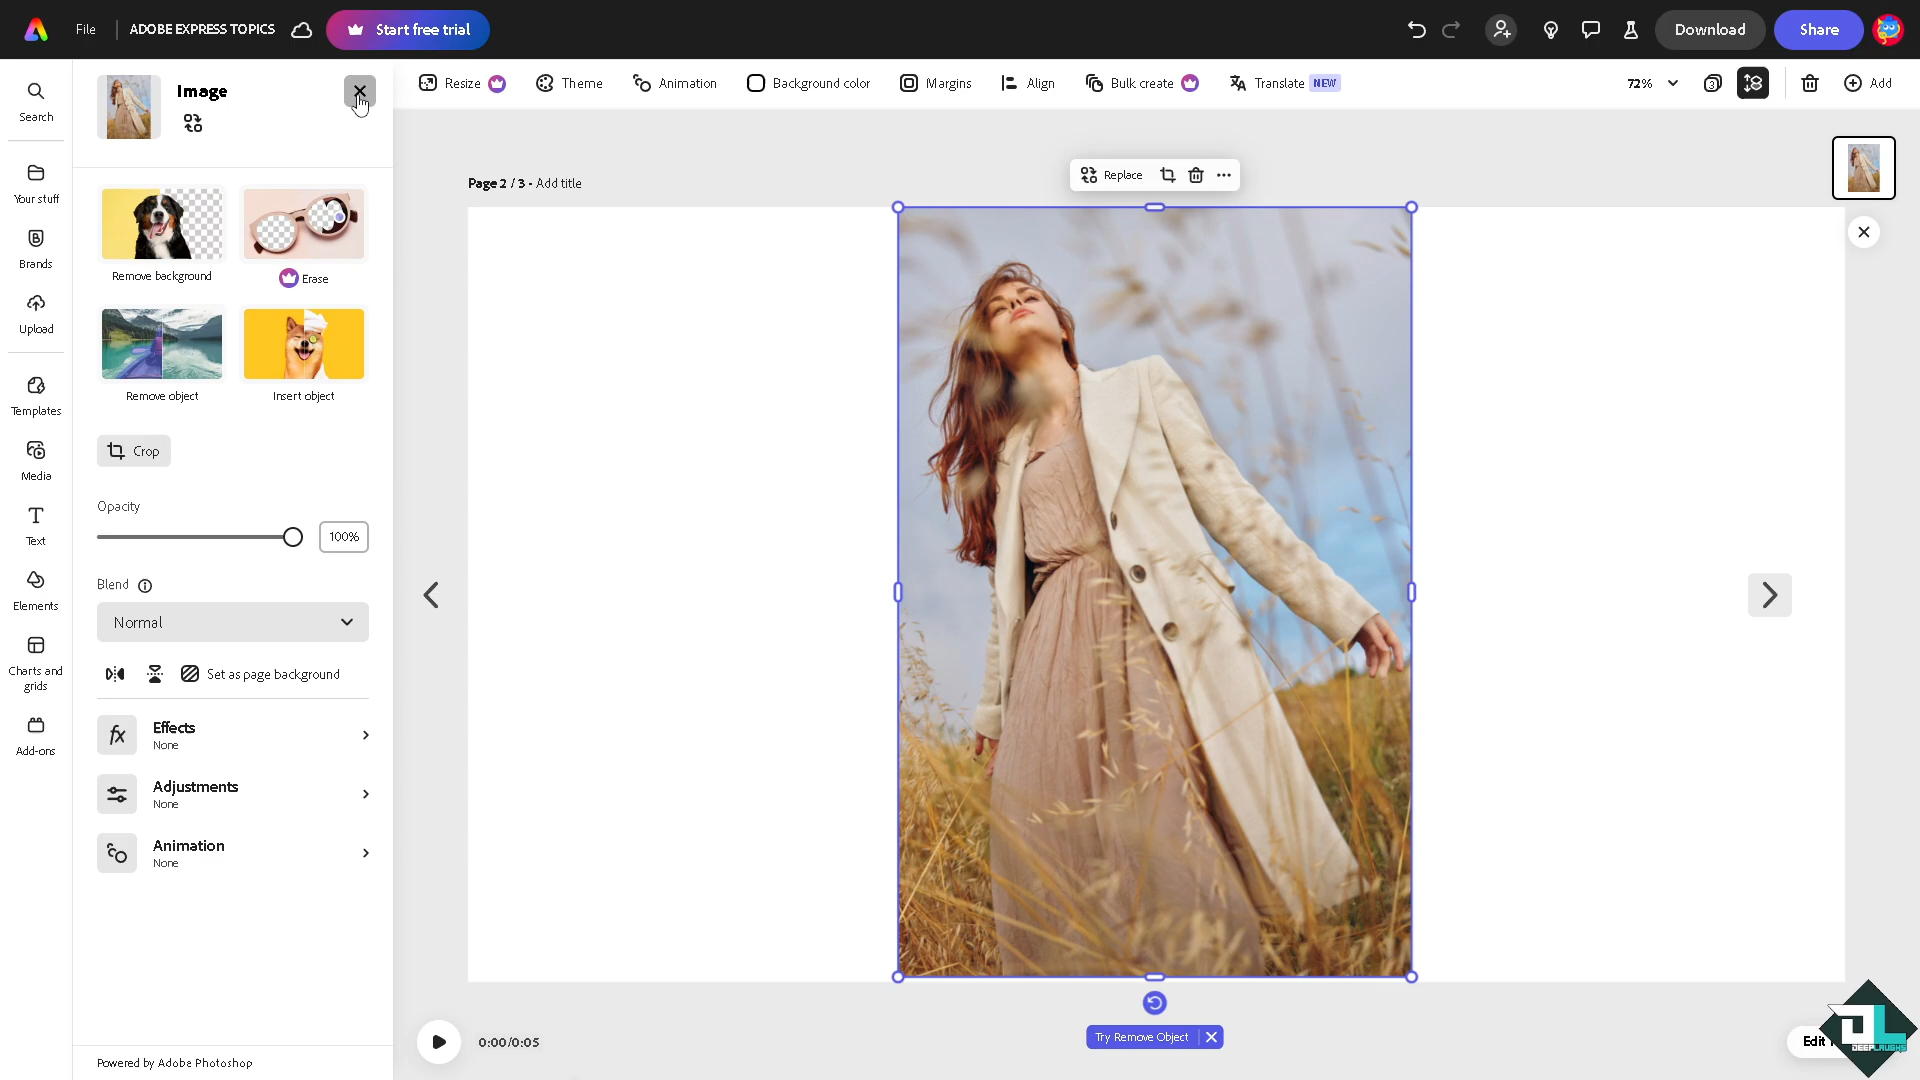 File
ADOBE EXPRESS TOPICS
Start free trial
Download
Share
Search
Your stuff
Brands
Upload
Templates
Media
Text
Elements
Charts and
grids
Add-ons
Image
Remove background
Erase
Remove object
Insert object
Crop
Opacity
100%
Blend
Normal
Set as page background
Effects
None
Adjustments
None
Animation
None
Powered by Adobe Photoshop
Resize
Theme
Animation
Background color
Margins
Align
Bulk create
Translate NEW
72%
3
Add
Page 2 / 3 - Add title
Replace
0:00/0:05
Try Remove Object
Edit
DEEPLAUGHS